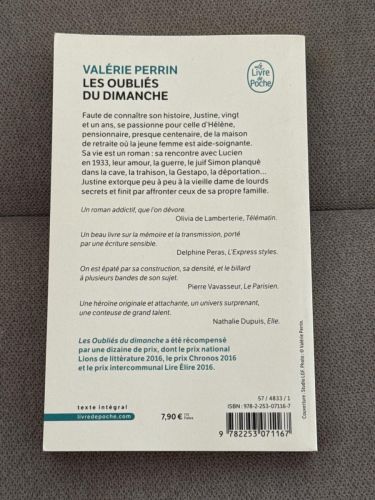 VALÉRIE PERRIN
LES OUBLIÉS
DU DIMANCHE
Le
Livre
de
Poche
Faute de connaître son histoire, Justine, vingt
et un ans, se passionne pour celle d'Hélène,
pensionnaire, presque centenaire, de la maison
de retraite où la jeune femme est aide-soignante.
Sa vie est un roman : sa rencontre avec Lucien
en 1933, leur amour, la guerre, le juif Simon planqué
dans la cave, la trahison, la Gestapo, la déportation...
Justine extorque peu à peu à la vieille dame de lourds
secrets et finit par affronter ceux de sa propre famille.
Un roman addictif, que l'on dévore.
Olivia de Lamberterie, Télématin.
Un beau livre sur la mémoire et la transmission, porté
par une écriture sensible.
Delphine Peras, L'Express styles.
On est épaté par sa construction, sa densité, et le billard
à plusieurs bandes de son sujet.
Pierre Vavasseur, Le Parisien.
Une héroïne originale et attachante, un univers surprenant,
une conteuse de grand talent.
Nathalie Dupuis, Elle.
Les Oubliés du dimanche a été récompensé
par une dizaine de prix, dont le prix national
Lions de littérature 2016, le prix Chronos 2016
et le prix intercommunal Lire Élire 2016.
texte intégral
livredepoche.com
7,90 €
57 / 4833 / 1
ISBN : 978-2-253-07116-7
9 782253 071167
Couverture : Studio LGF. Photo : © Valérie Perrin.